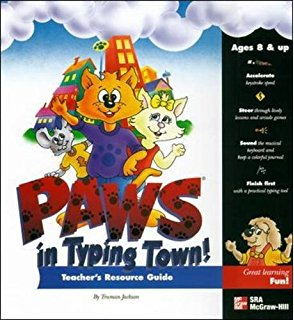 Ages 8 & up
Accelerate
keystroke speed
Steer through lively
lessons and arcade games
Sound the musical
keyboard and
keep a colorful journal
Finish first
with a practical typing tool
PAWS
in Typing Town!
Teacher's Resource Guide
By Truman Jackson
Great learning
Fun!
SRA
McGraw-Hill